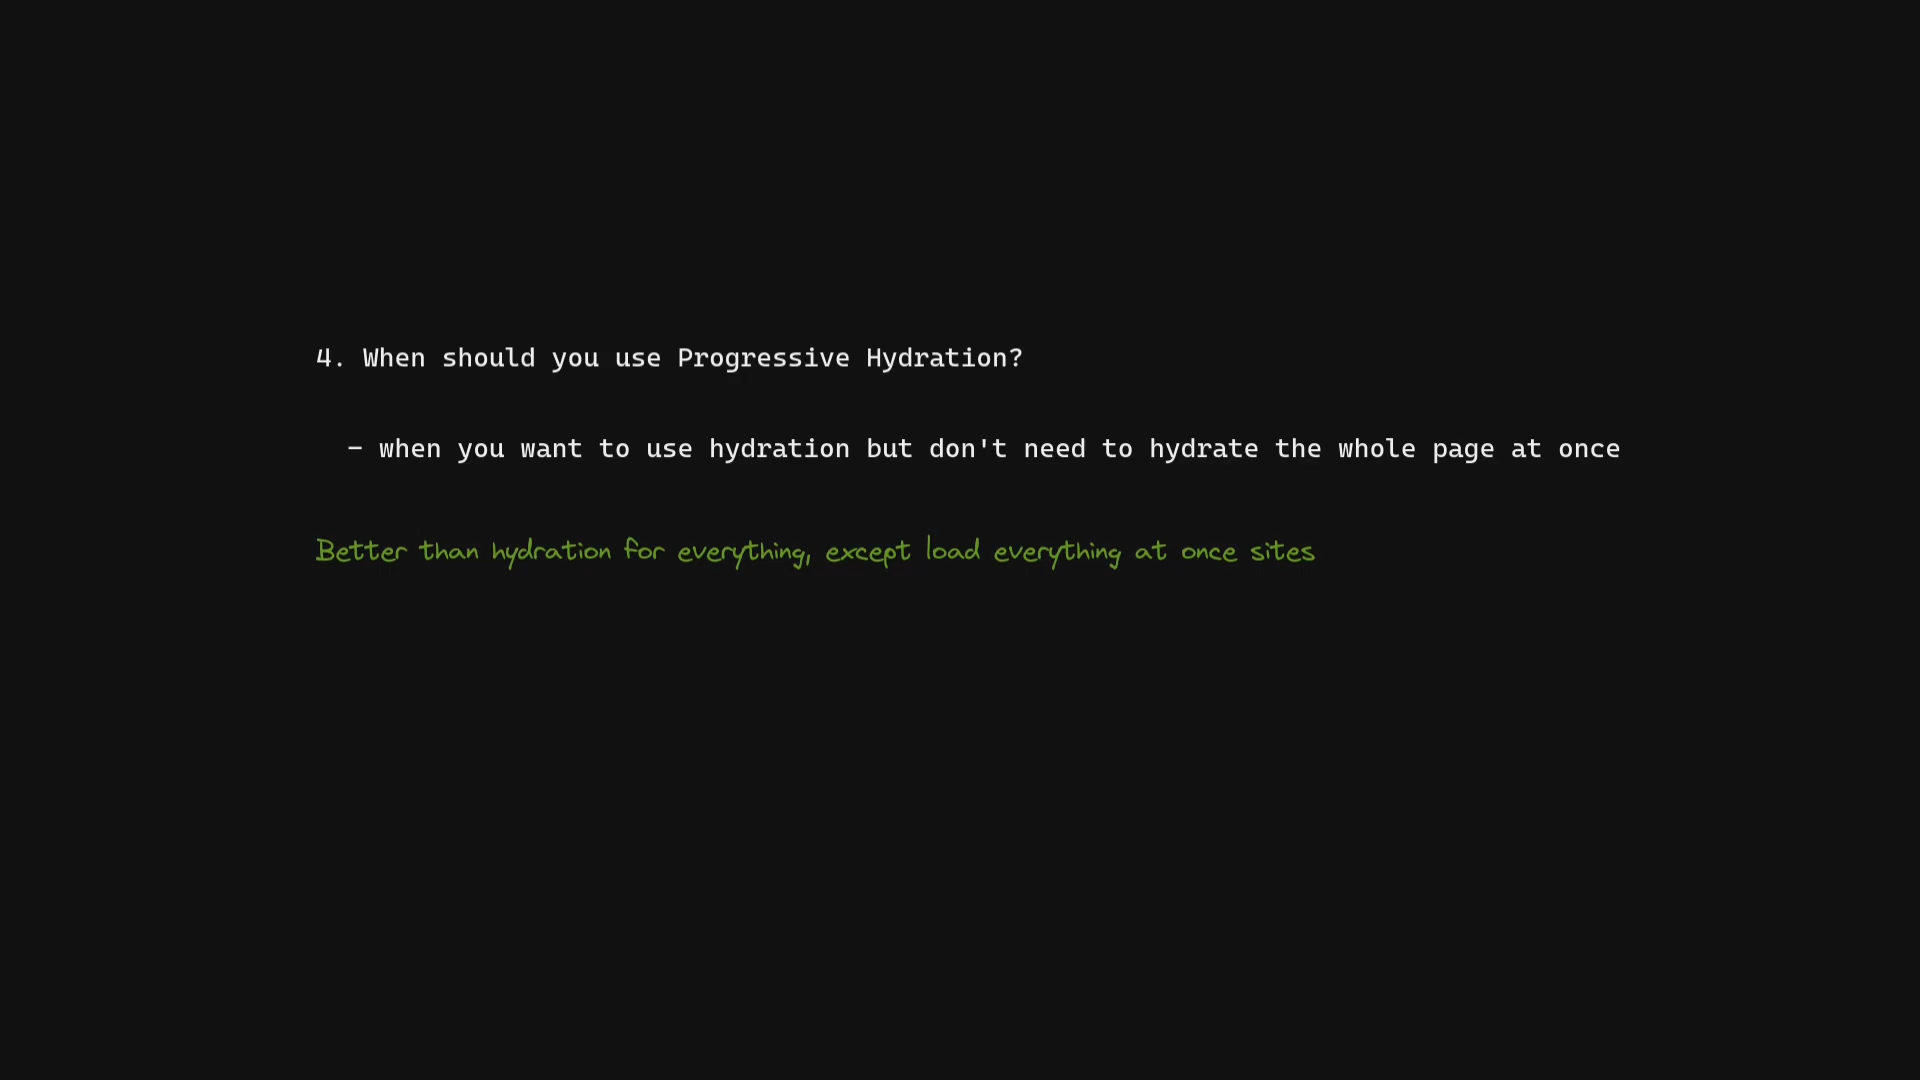 4. When should you use Progressive Hydration?
- when you want to use hydration but don't need to hydrate the whole page at once
Better than hydration for everything, except load everything at once sites